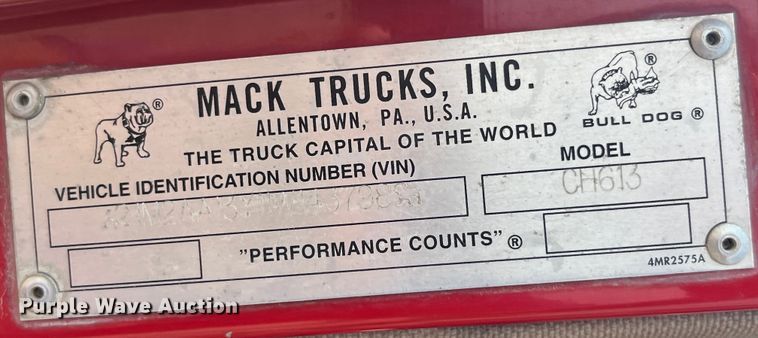 MACK TRUCKS, INC.
ALLENTOWN, PA., U.S.A.
THE TRUCK CAPITAL OF THE WORLD
®
®
BULL DOG ®
VEHICLE IDENTIFICATION NUMBER (VIN)
MODEL
CH613
"PERFORMANCE COUNTS" ®
4MR2575A
Purple Wave Auction